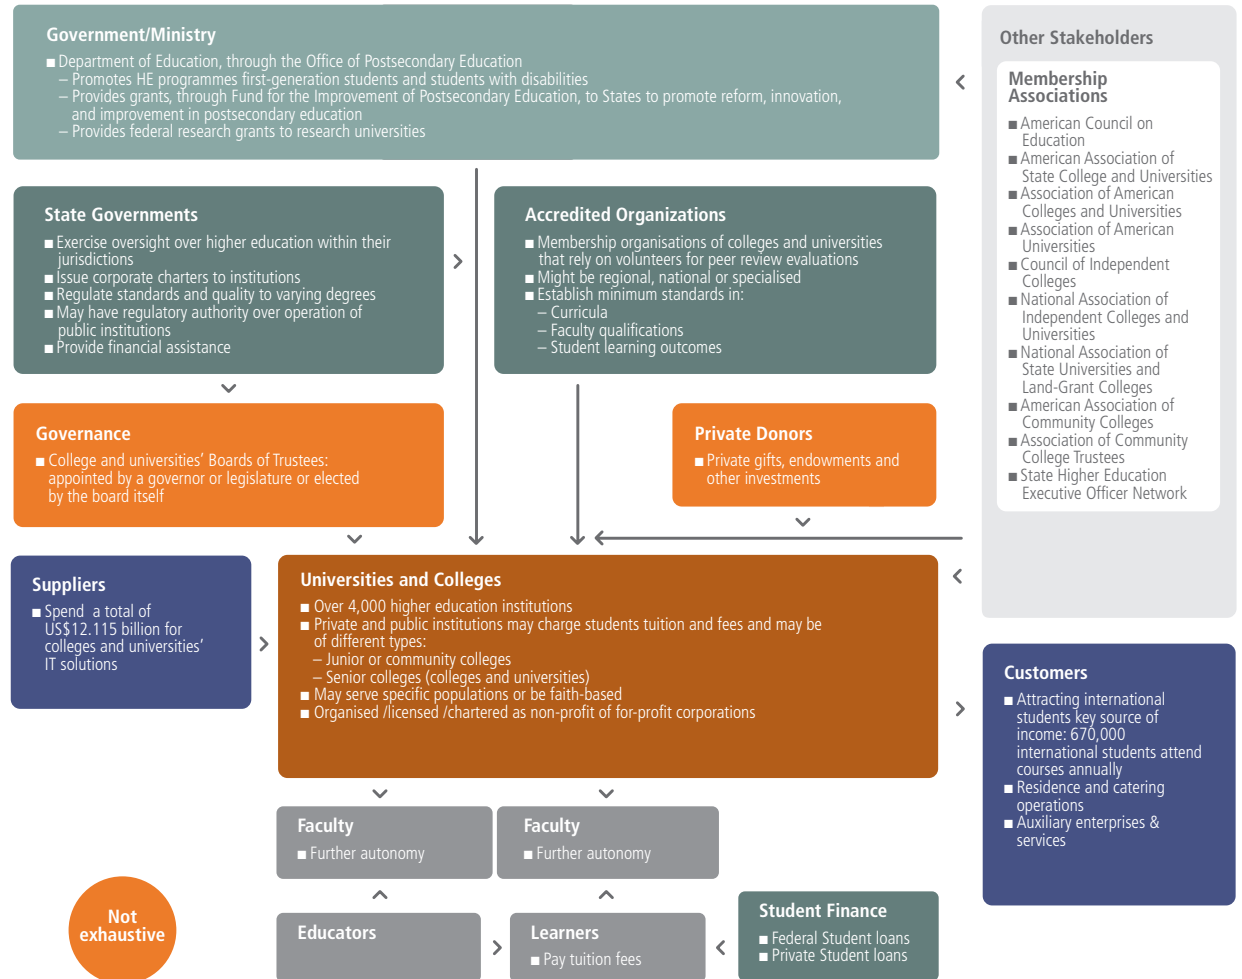 Government/Ministry
■ Department of Education, through the Office of Postsecondary Education
– Promotes HE programmes first-generation students and students with disabilities
– Provides grants, through Fund for the Improvement of Postsecondary Education, to States to promote reform, innovation,
and improvement in postsecondary education
– Provides federal research grants to research universities
State Governments
■ Exercise oversight over higher education within their
jurisdictions
■ Issue corporate charters to institutions
■ Regulate standards and quality to varying degrees
■ May have regulatory authority over operation of
public institutions
■ Provide financial assistance
Accredited Organizations
■ Membership organisations of colleges and universities
that rely on volunteers for peer review evaluations
■ Might be regional, national or specialised
■ Establish minimum standards in:
– Curricula
– Faculty qualifications
– Student learning outcomes
Governance
■ College and universities’ Boards of Trustees:
appointed by a governor or legislature or elected
by the board itself
Private Donors
■ Private gifts, endowments and
other investments
Other Stakeholders
Membership
Associations
■ American Council on
Education
■ American Association of
State College and Universities
■ Association of American
Colleges and Universities
■ Association of American
Universities
■ Council of Independent
Colleges
■ National Association of
Independent Colleges and
Universities
■ National Association of
State Universities and
Land-Grant Colleges
■ American Association of
Community Colleges
■ Association of Community
College Trustees
■ State Higher Education
Executive Officer Network
Suppliers
■ Spend a total of
US$12.115 billion for
colleges and universities’
IT solutions
Universities and Colleges
■ Over 4,000 higher education institutions
■ Private and public institutions may charge students tuition and fees and may be
of different types:
– Junior or community colleges
– Senior colleges (colleges and universities)
■ May serve specific populations or be faith-based
■ Organised /licensed /chartered as non-profit of for-profit corporations
Customers
■ Attracting international
students key source of
income: 670,000
international students attend
courses annually
■ Residence and catering
operations
■ Auxiliary enterprises &
services
Faculty
■ Further autonomy
Faculty
■ Further autonomy
Not
exhaustive
Educators
Learners
■ Pay tuition fees
Student Finance
■ Federal Student loans
■ Private Student loans